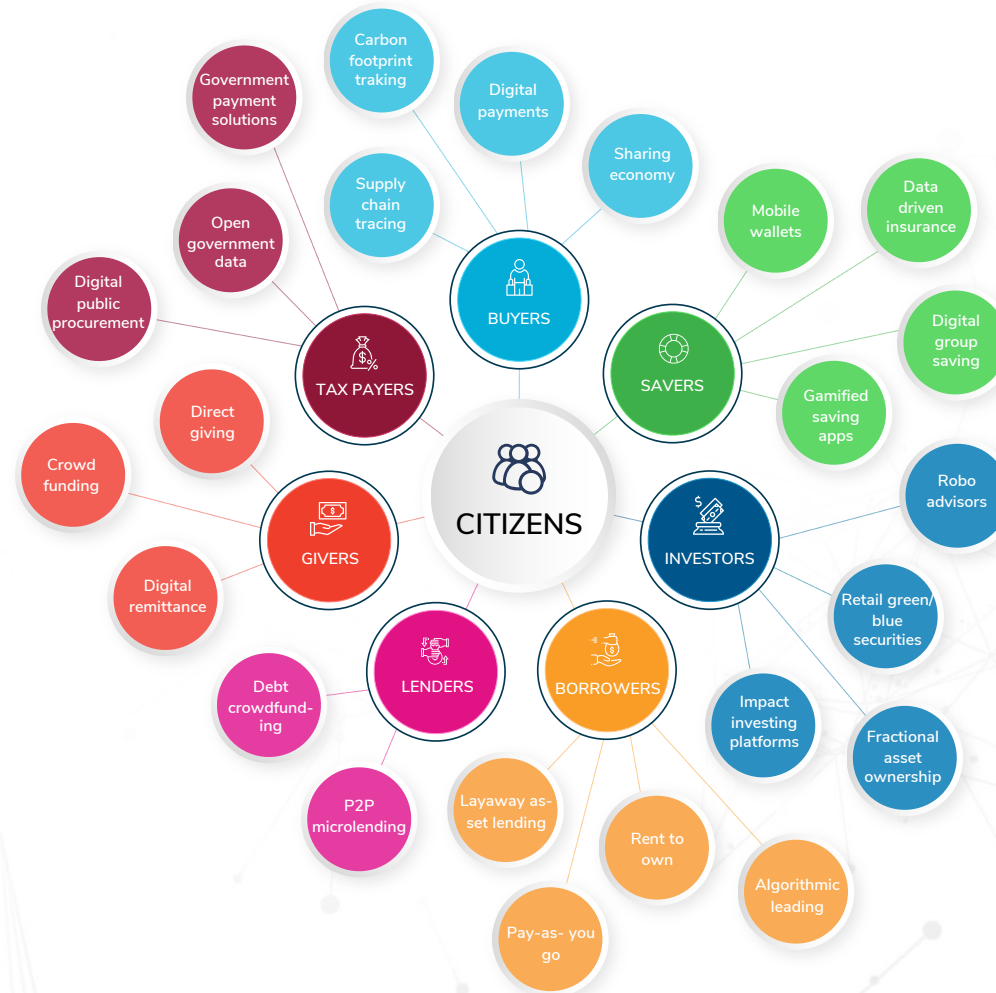 Carbon
footprint
traking
Government
payment
solutions
Digital
payments
Sharing
economy
Supply
chain
tracing
Data
driven
insurance
Mobile
wallets
Open
government
data
Digital
public
procurement
BUYERS
Digital
group
saving
TAX PAYERS
SAVERS
Gamified
saving
apps
Direct
giving
Crowd
funding
CITIZENS
Robo
advisors
GIVERS
INVESTORS
Digital
remittance
Retail green/
blue
securities
LENDERS
BORROWERS
Debt
crowdfund-
ing
Impact
investing
platforms
Fractional
asset
ownership
P2P
microlending
Layaway as-
set lending
Rent to
own
Algorithmic
leading
Pay-as- you
go